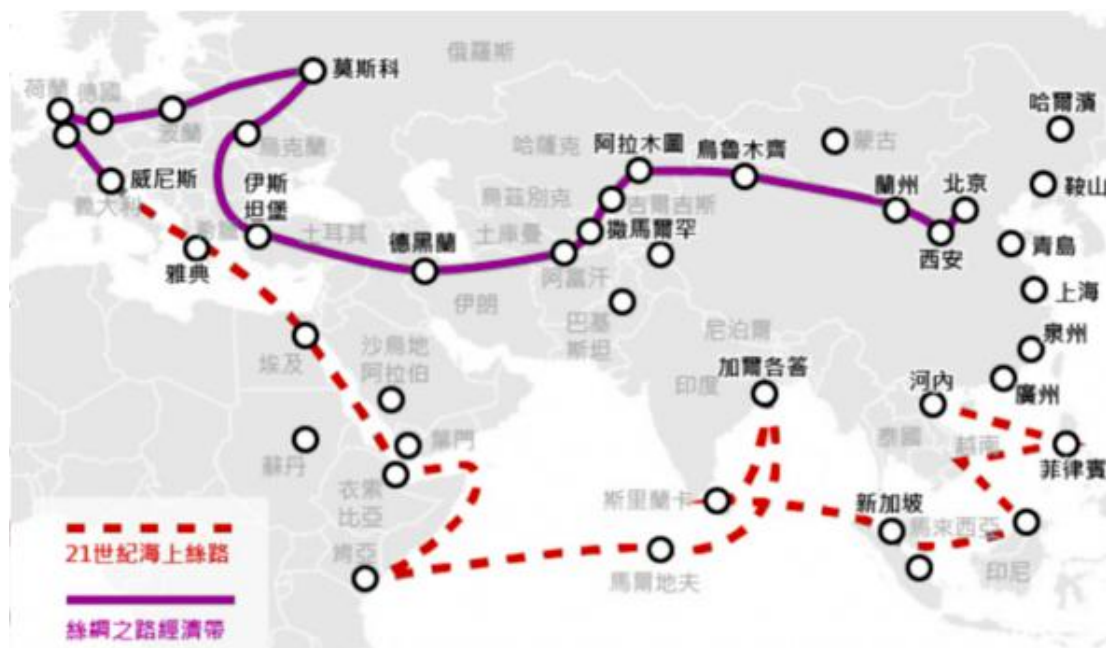 俄羅斯
莫斯科
荷蘭
德國
波蘭
烏克蘭
哈薩克
阿拉木圖
烏魯木齊
蒙古
哈爾濱
威尼斯
義大利
希臘
伊斯
坦堡
土耳其
烏茲別克
吉爾吉斯
蘭州
北京
鞍山
雅典
德黑蘭
土庫曼
撒馬爾罕
西安
青島
阿富汗
伊朗
上海
巴基
斯坦
尼泊爾
泉州
埃及
沙烏地
阿拉伯
印度
加爾各答
河內
廣州
蘇丹
葉門
泰國
越南
菲律賓
衣索
比亞
斯里蘭卡
新加坡
馬來西亞
肯亞
馬爾地夫
印尼
21世紀海上絲路
絲綢之路經濟帶